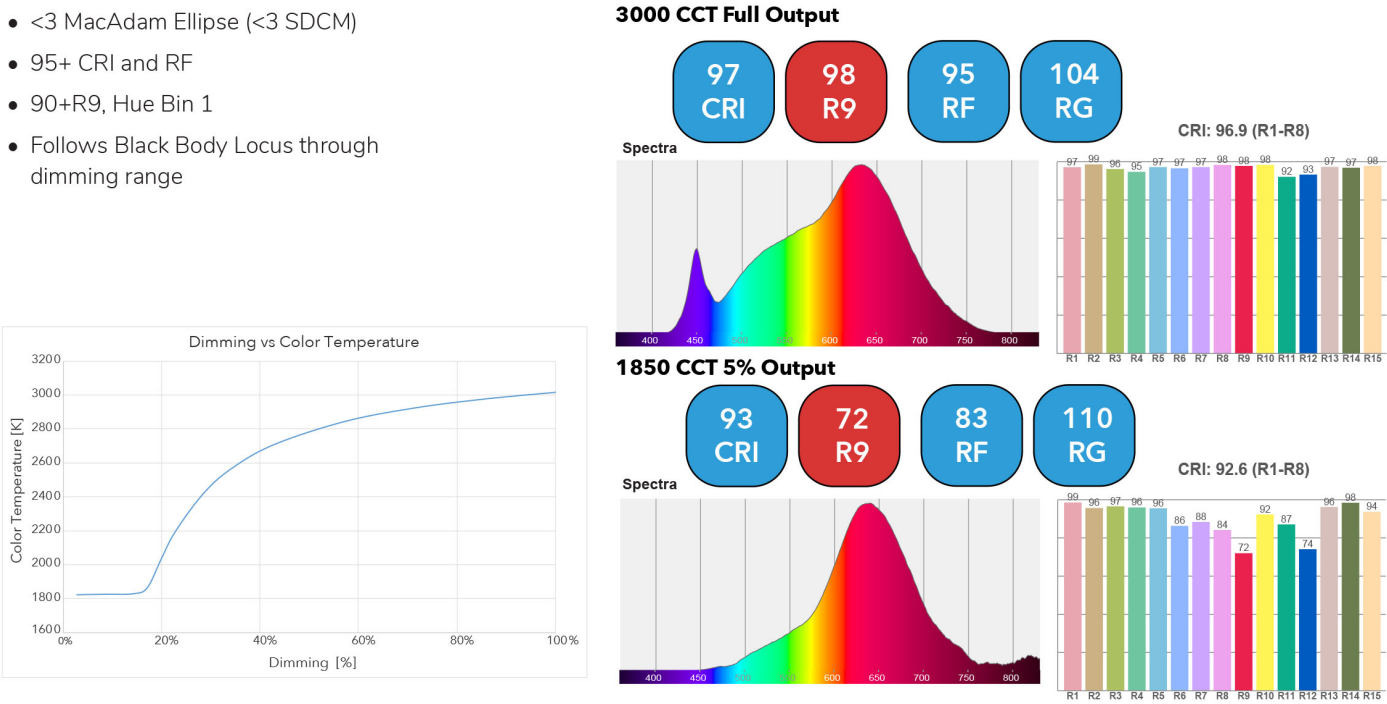 • <3 MacAdam Ellipse (<3 SDCM)
• 95+ CRI and RF
• 90+R9, Hue Bin 1
• Follows Black Body Locus through
dimming range
Dimming vs Color Temperature
Color Temperature [K]
3200
3000
2800
2600
2400
2200
2000
1800
1600
0% 20% 40% 60% 80% 100%
Dimming [%]
3000 CCT Full Output
97 CRI
98 R9
95 RF
104 RG
Spectra
400 450 500 550 600 650 700 750 800
CRI: 96.9 (R1-R8)
97 99 96 95 97 97 97 98 98 98 92 93 97 97 98
R1 R2 R3 R4 R5 R6 R7 R8 R9 R10 R11 R12 R13 R14 R15
1850 CCT 5% Output
93 CRI
72 R9
83 RF
110 RG
Spectra
400 450 500 550 600 650 700 750 800
CRI: 92.6 (R1-R8)
99 96 97 96 96 86 88 84 72 92 87 74 96 98 94
R1 R2 R3 R4 R5 R6 R7 R8 R9 R10 R11 R12 R13 R14 R15